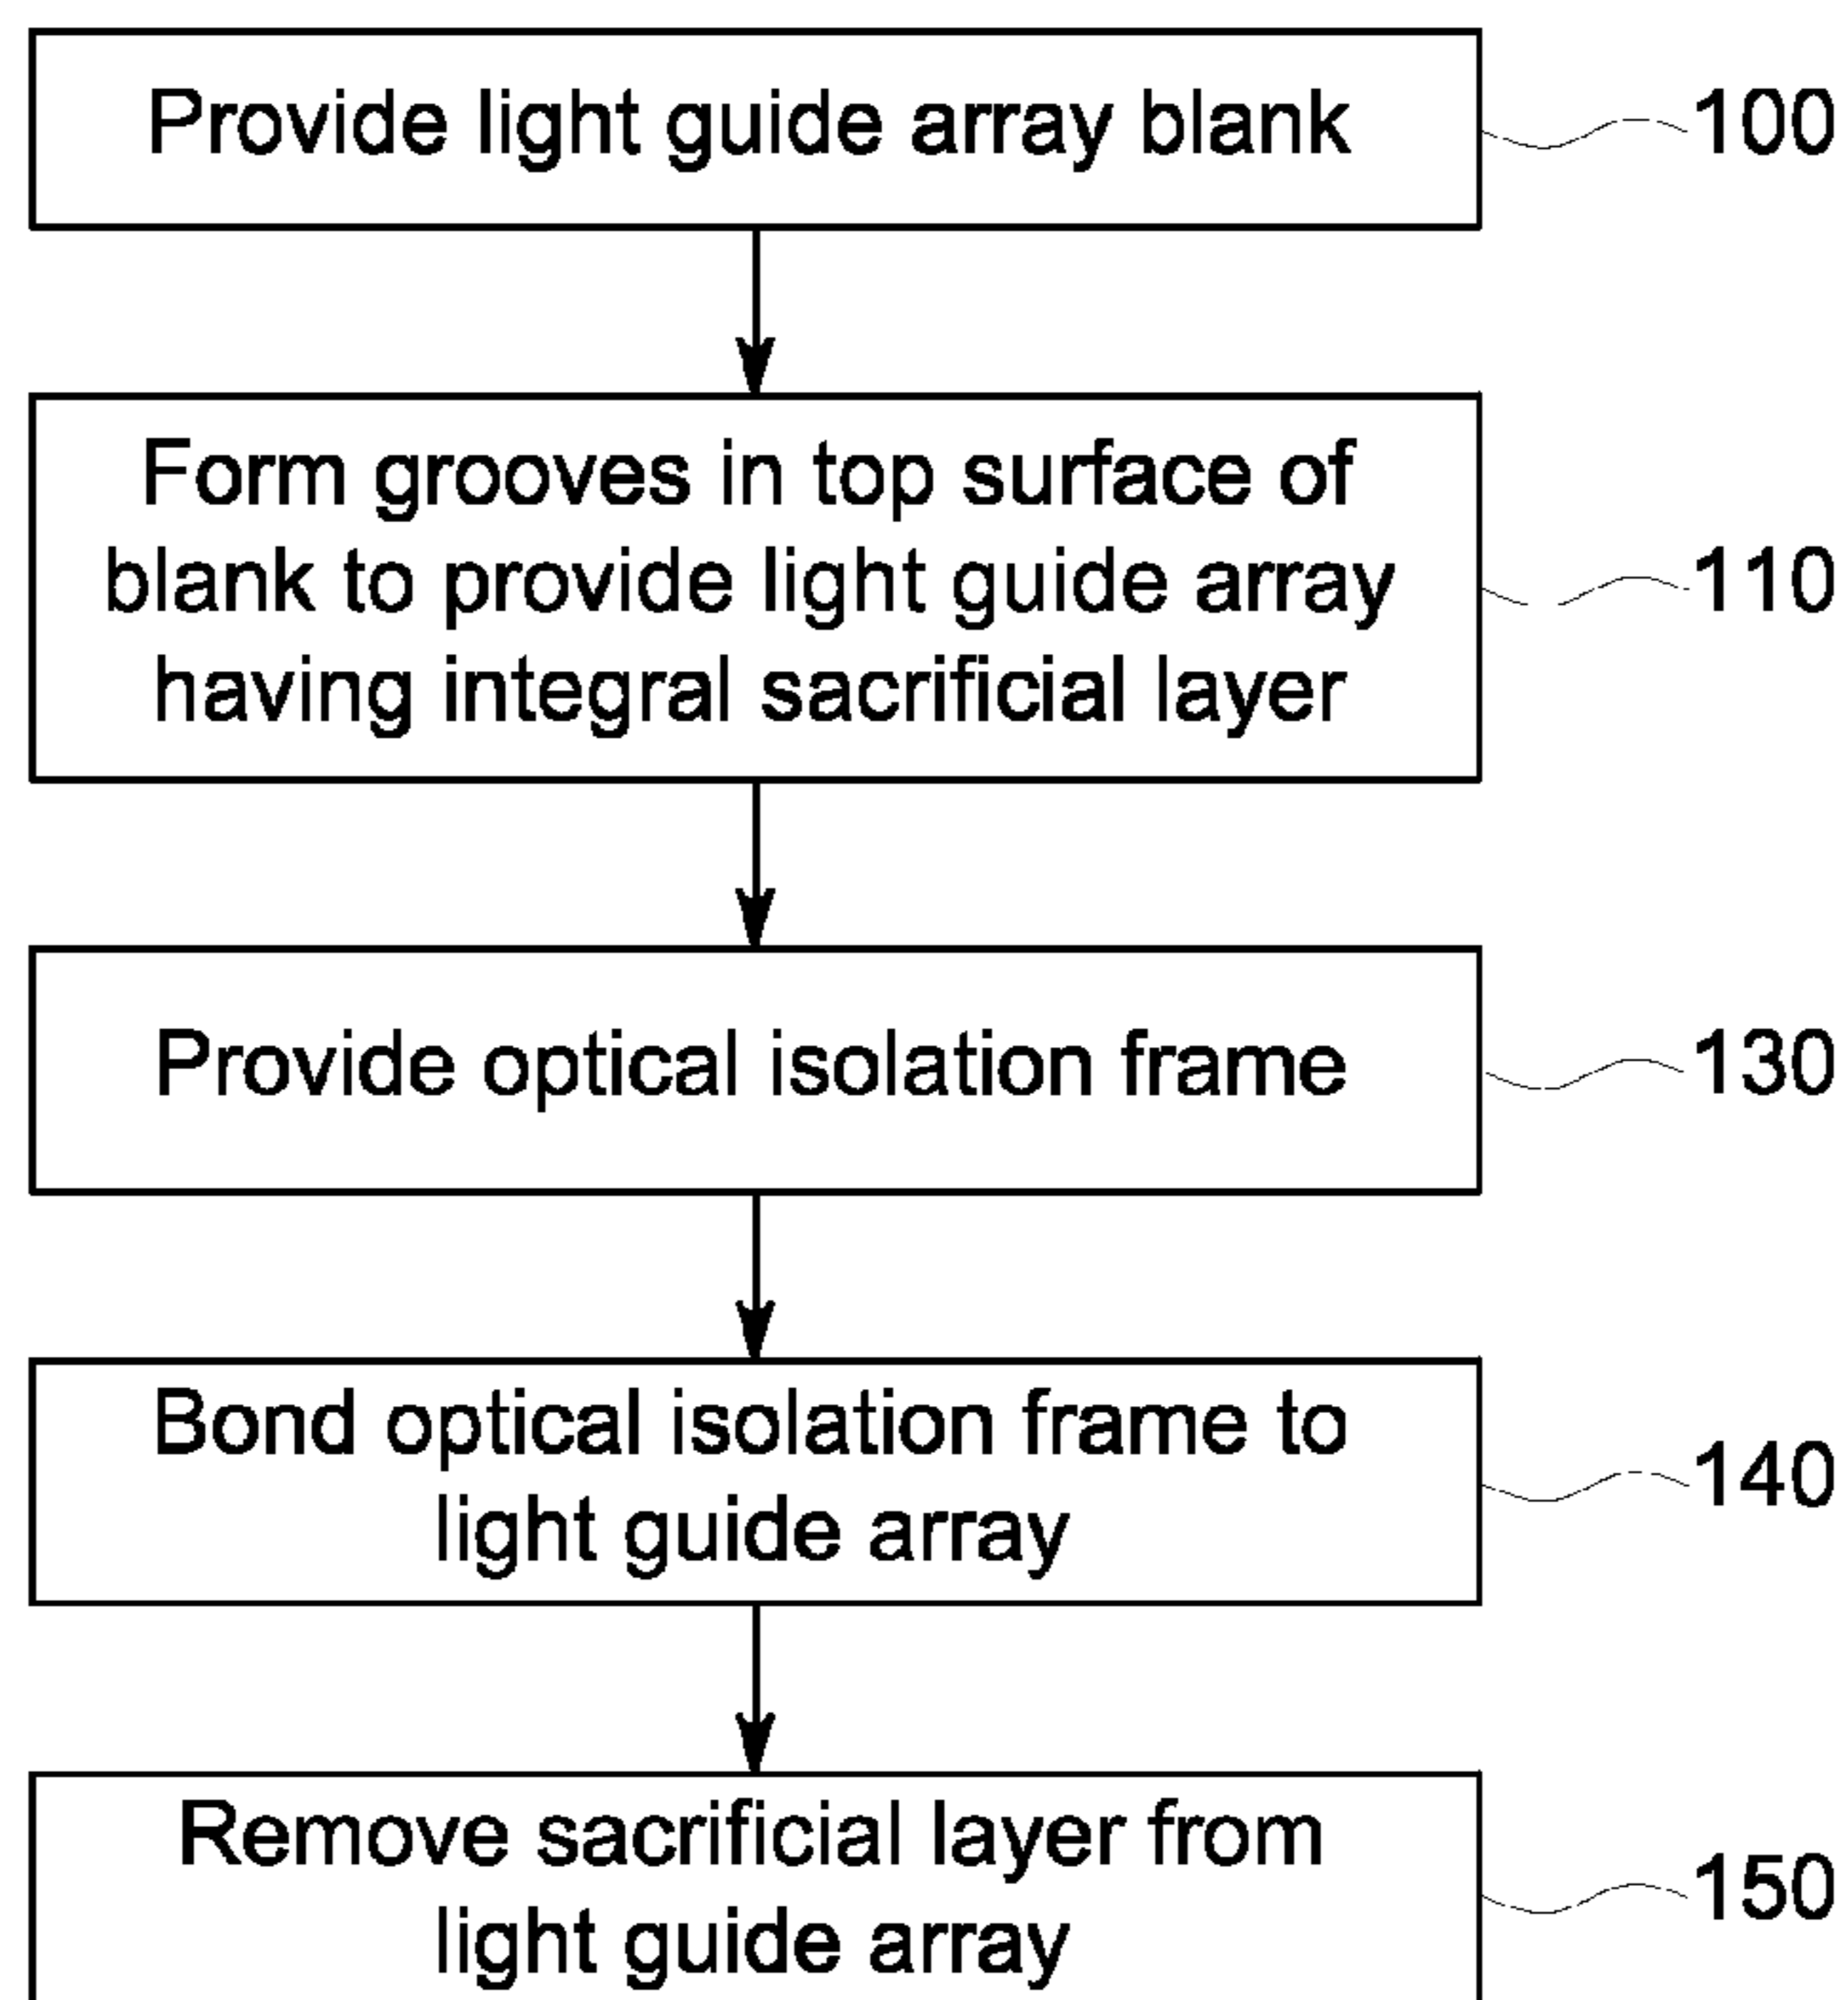 Provide light guide array blank
100
Form grooves in top surface of
blank to provide light guide array
having integral sacrificial layer
110
Provide optical isolation frame
130
Bond optical isolation frame to
light guide array
140
Remove sacrificial layer from
light guide array
150